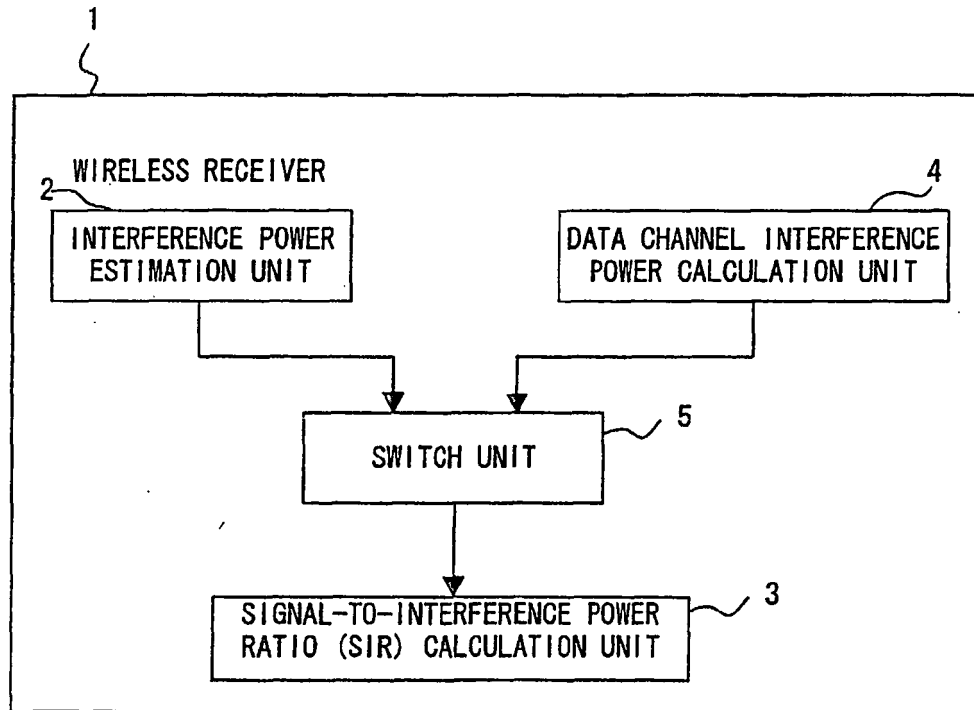 1
WIRELESS RECEIVER
2
INTERFERENCE POWER
ESTIMATION UNIT
4
DATA CHANNEL INTERFERENCE
POWER CALCULATION UNIT
5
SWITCH UNIT
3
SIGNAL-TO-INTERFERENCE POWER
RATIO (SIR) CALCULATION UNIT